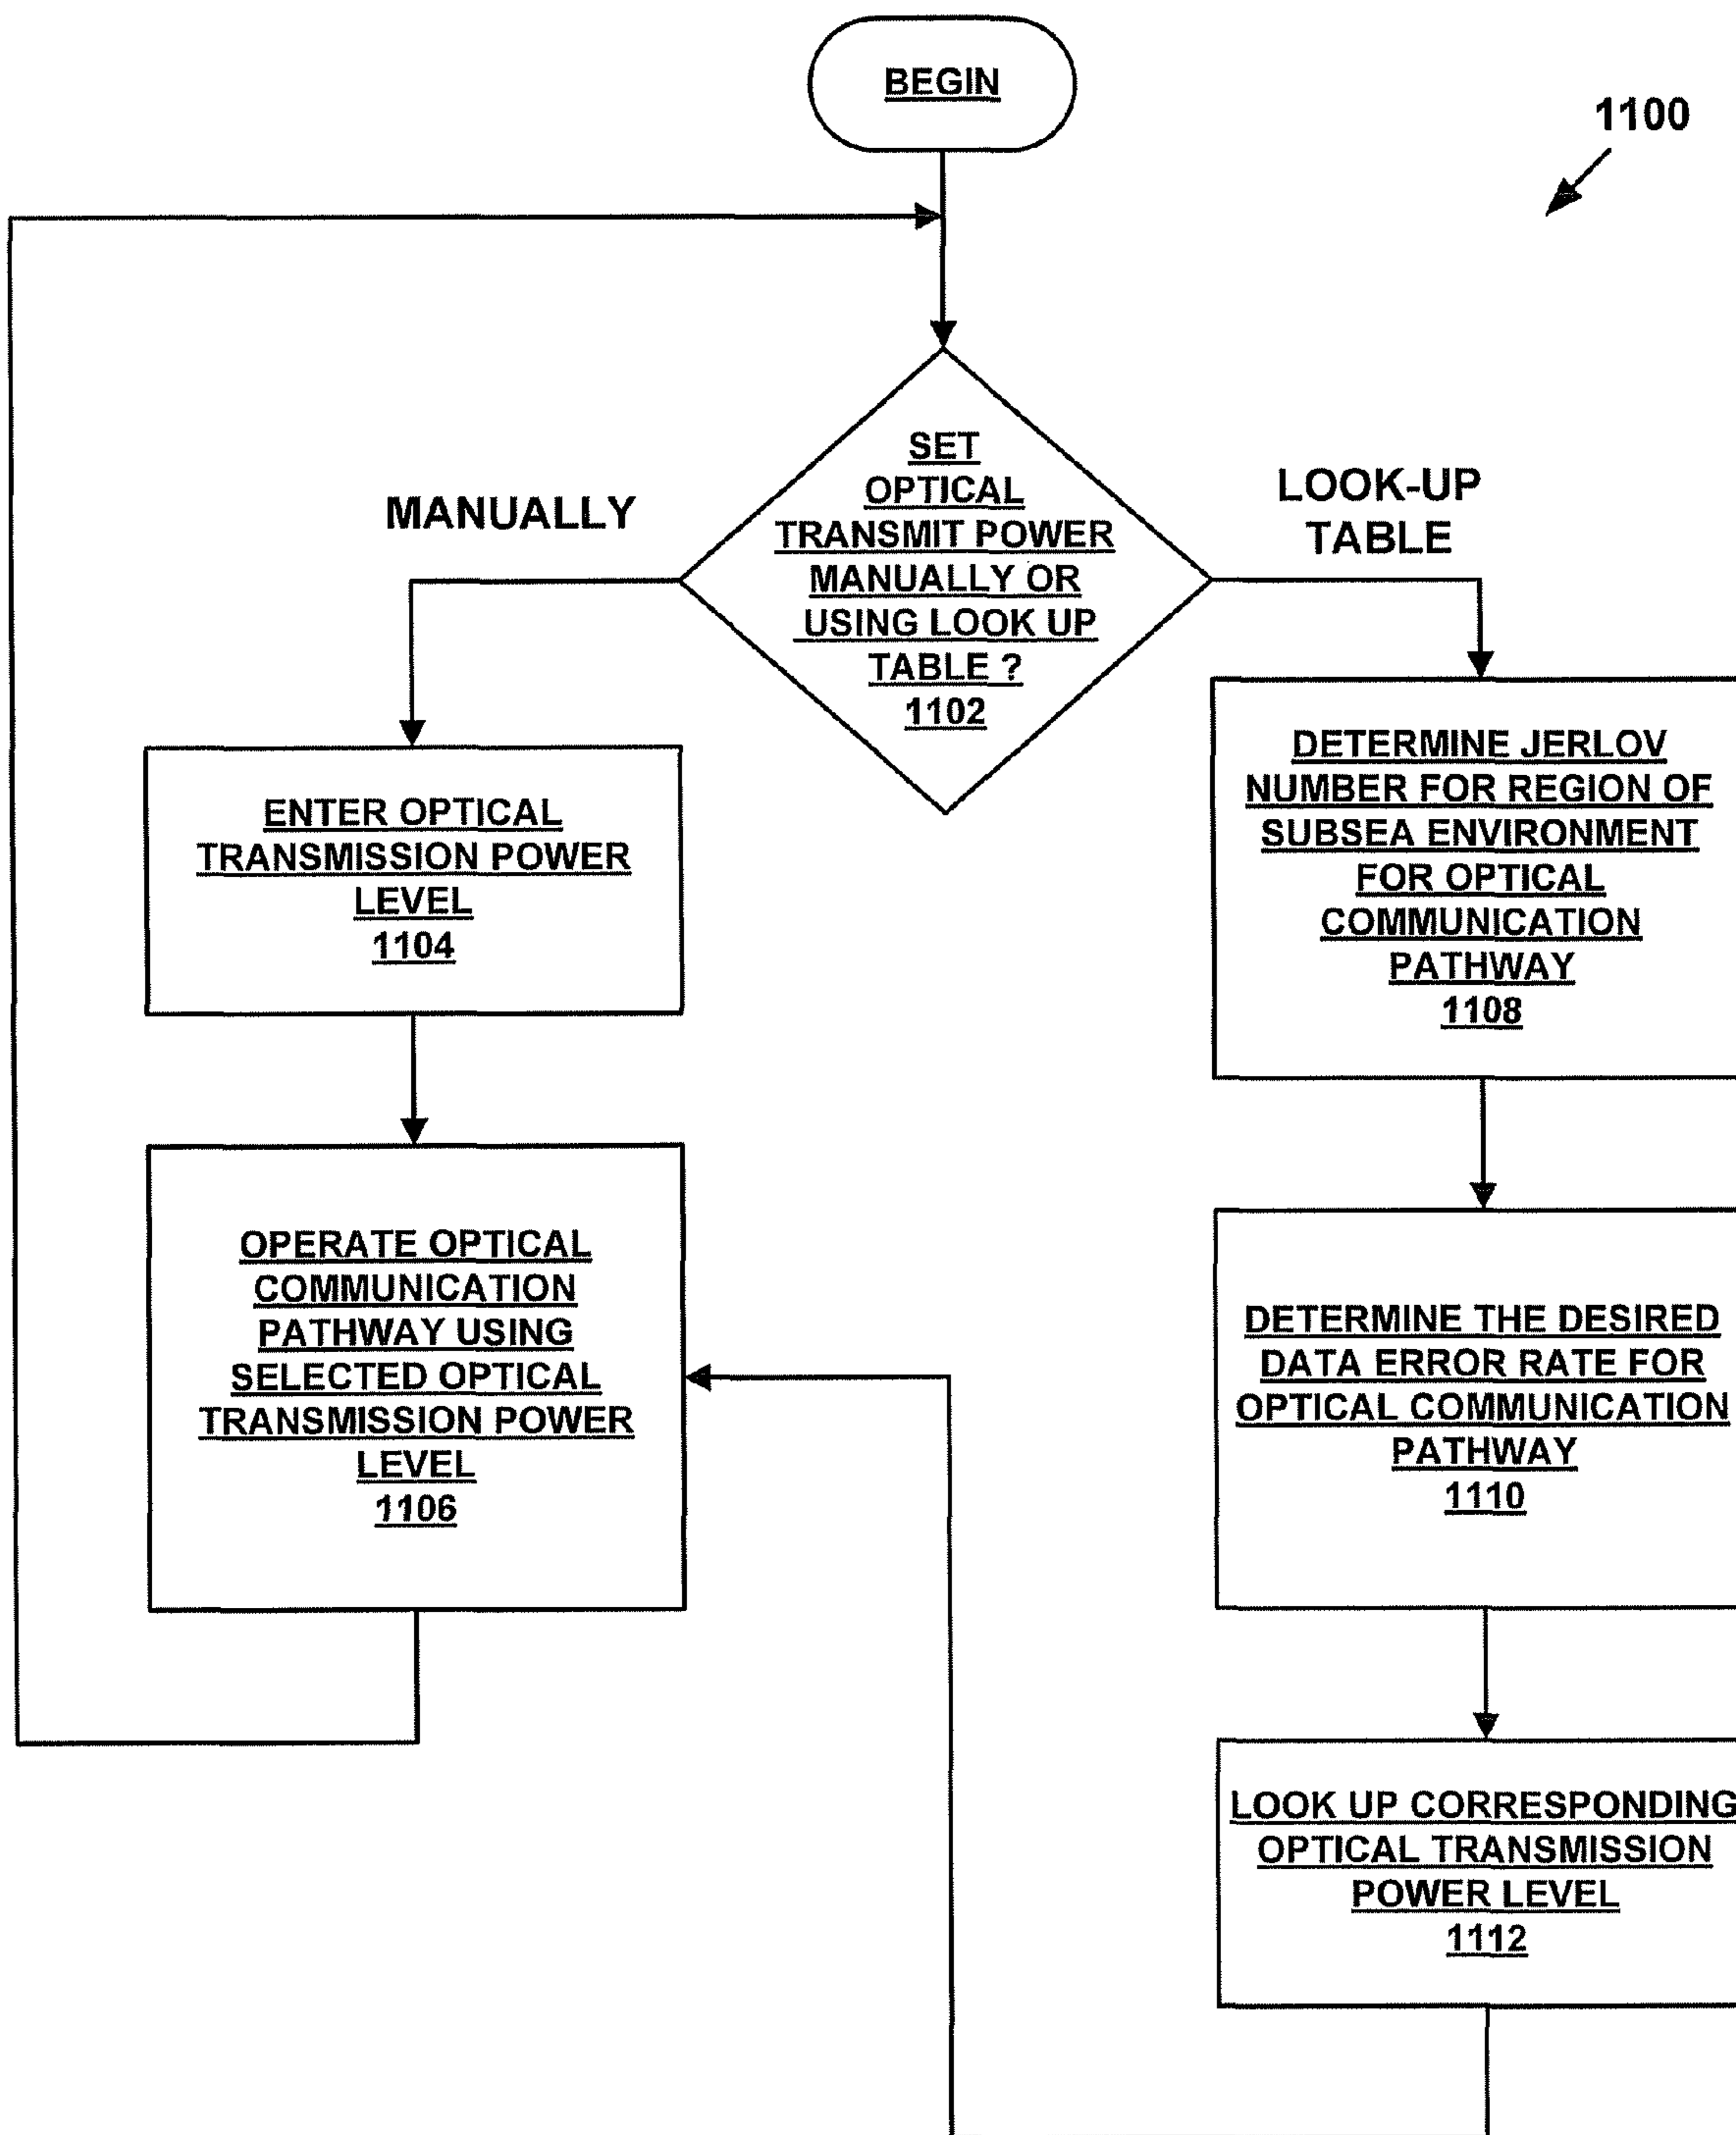 BEGIN
1100
SET
OPTICAL
TRANSMIT POWER
MANUALLY OR
USING LOOK UP
TABLE ?
1102
MANUALLY
LOOK-UP
TABLE
ENTER OPTICAL
TRANSMISSION POWER
LEVEL
1104
OPERATE OPTICAL
COMMUNICATION
PATHWAY USING
SELECTED OPTICAL
TRANSMISSION POWER
LEVEL
1106
DETERMINE JERLOV
NUMBER FOR REGION OF
SUBSEA ENVIRONMENT
FOR OPTICAL
COMMUNICATION
PATHWAY
1108
DETERMINE THE DESIRED
DATA ERROR RATE FOR
OPTICAL COMMUNICATION
PATHWAY
1110
LOOK UP CORRESPONDING
OPTICAL TRANSMISSION
POWER LEVEL
1112